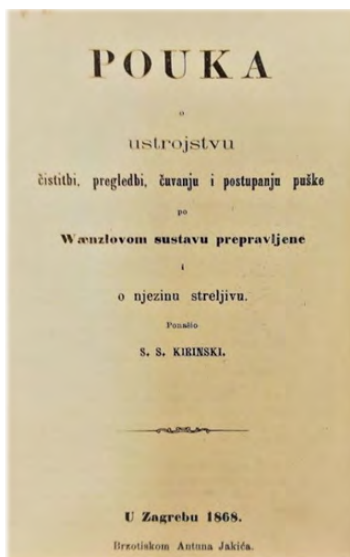 POUKA
o
ustrojstvu
čistitbi, pregledbi, čuvanju i postupanju puške
po
Wænzlovom sustavu prepravljene
i
o njezinu streljivu.
Ponašio
S. S. KIRINSKI.
U Zagrebu 1868.
Brzotiskom Antuna Jakića.